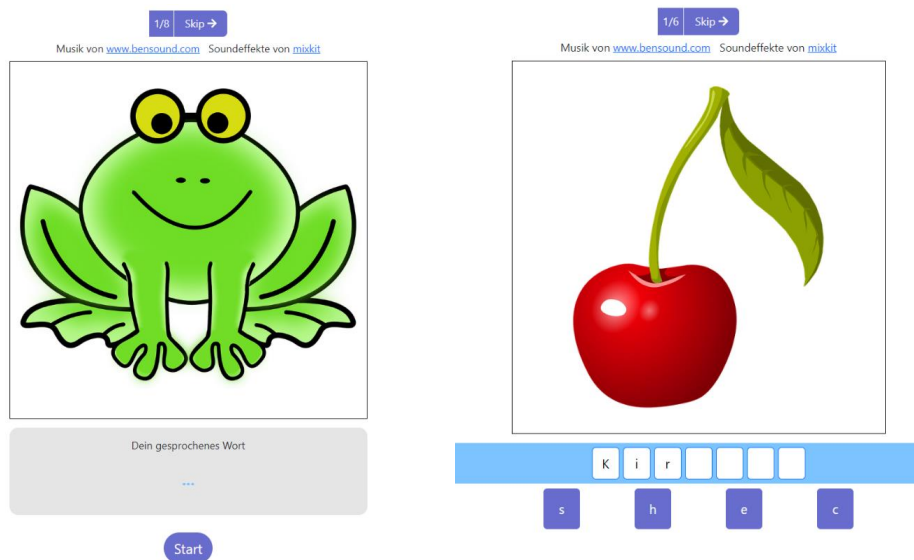 1/8 Skip →
Musik von www.bensound.com Soundeffekte von mixkit
Dein gesprochenes Wort
---
Start
1/6 Skip →
Musik von www.bensound.com Soundeffekte von mixkit
K i r
s h e c